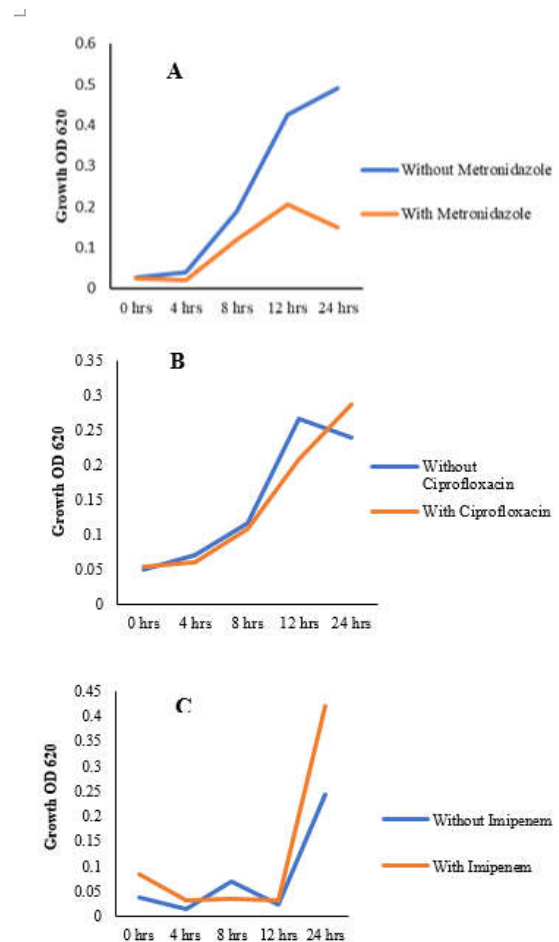 A
Growth OD 620
0.6
0.5
0.4
0.3
0.2
0.1
0
0 hrs 4 hrs 8 hrs 12 hrs 24 hrs
Without Metronidazole
With Metronidazole
B
Growth OD 620
0.35
0.3
0.25
0.2
0.15
0.1
0.05
0
0 hrs 4 hrs 8 hrs 12 hrs 24 hrs
Without
Ciprofloxacin
With Ciprofloxacin
C
Growth OD 620
0.45
0.4
0.35
0.3
0.25
0.2
0.15
0.1
0.05
0
0 hrs 4 hrs 8 hrs 12 hrs 24 hrs
Without Imipenem
With Imipenem